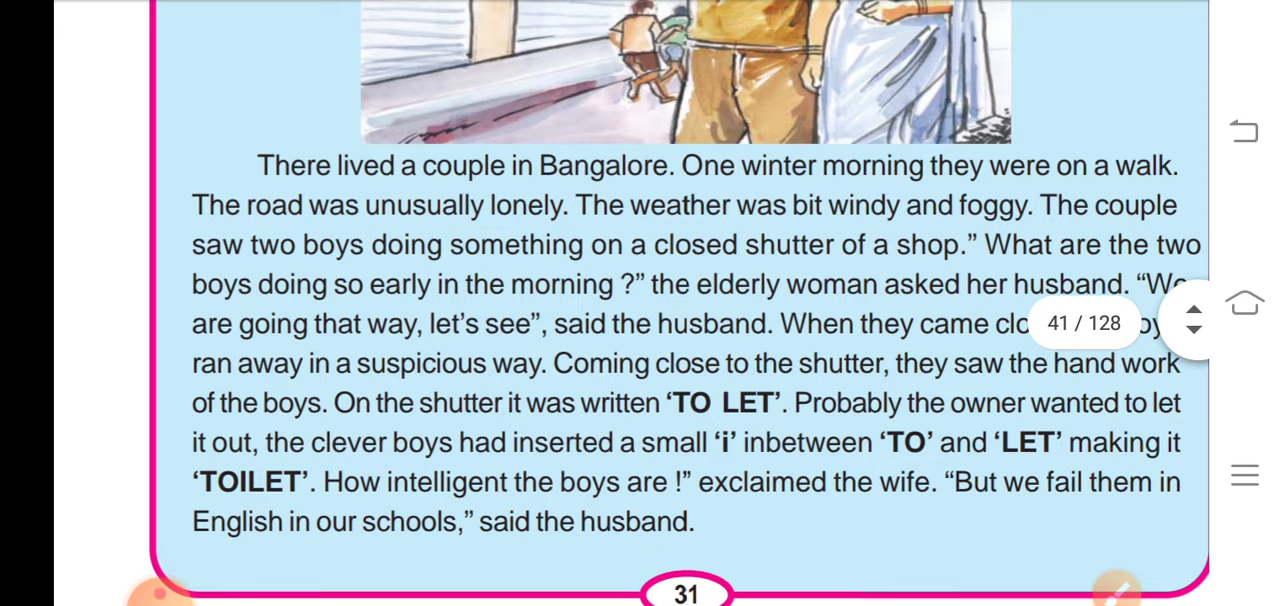 There lived a couple in Bangalore. One winter morning they were on a walk.
The road was unusually lonely. The weather was bit windy and foggy. The couple
saw two boys doing something on a closed shutter of a shop.” What are the two
boys doing so early in the morning ?” the elderly woman asked her husband. “We
are going that way, let’s see”, said the husband. When they came
41 / 128
ran away in a suspicious way. Coming close to the shutter, they saw the hand work
of the boys. On the shutter it was written ‘TO LET’. Probably the owner wanted to let
it out, the clever boys had inserted a small ‘i’ inbetween ‘TO’ and ‘LET’ making it
‘TOILET’. How intelligent the boys are !” exclaimed the wife. “But we fail them in
English in our schools,” said the husband.
31